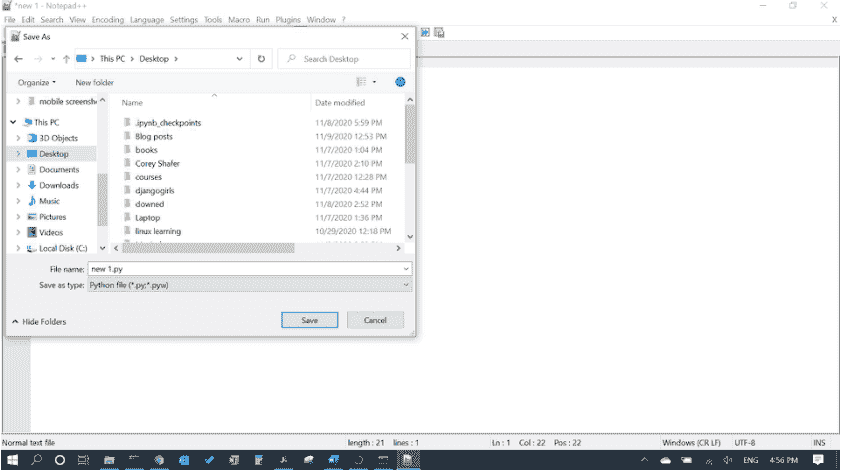 *new 1 - Notepad++
File Edit Search View Encoding Language Settings Tools Macro Run Plugins Window ? X
Save As
This PC > Desktop >
Search Desktop
Organize New folder
Name Date modified
mobile screensh
This PC
3D Objects
Desktop
Documents
Downloads
Music
Pictures
Videos
Local Disk (C:)
.ipynb_checkpoints 11/8/2020 5:59 PM
Blog posts 11/9/2020 12:53 PM
books 11/7/2020 1:04 PM
Corey Shafer 11/7/2020 2:10 PM
courses 11/7/2020 12:28 PM
djangogirls 11/7/2020 4:44 PM
downed 11/8/2020 2:52 PM
Laptop 11/7/2020 1:36 PM
linux learning 10/29/2020 12:18 PM
File name: new 1.py
Save as type: Python file (*.py;*.pyw)
Hide Folders Save Cancel
Normal text file length : 21 lines : 1 Ln : 1 Col : 22 Pos : 22 Windows (CR LF) UTF-8 INS
ENG 4:56 PM